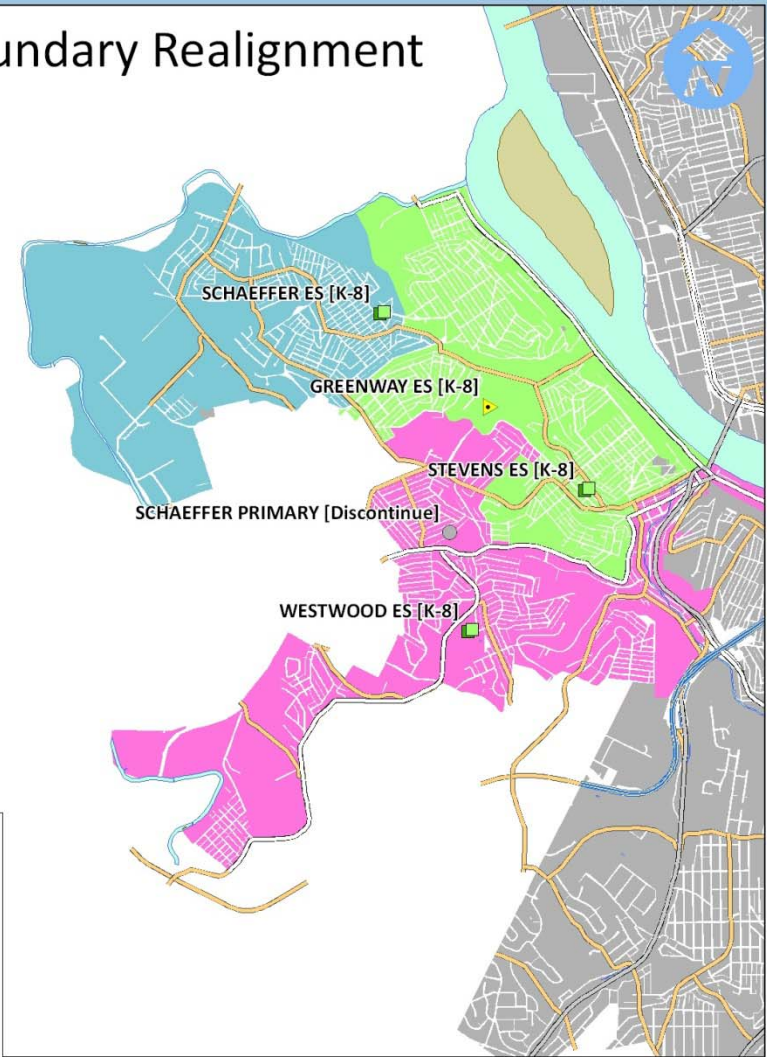 undary Realignment
SCHAEFFER ES [K-8]
GREENWAY ES [K-8]
STEVENS ES [K-8]
SCHAEFFER PRIMARY [Discontinue]
WESTWOOD ES [K-8]